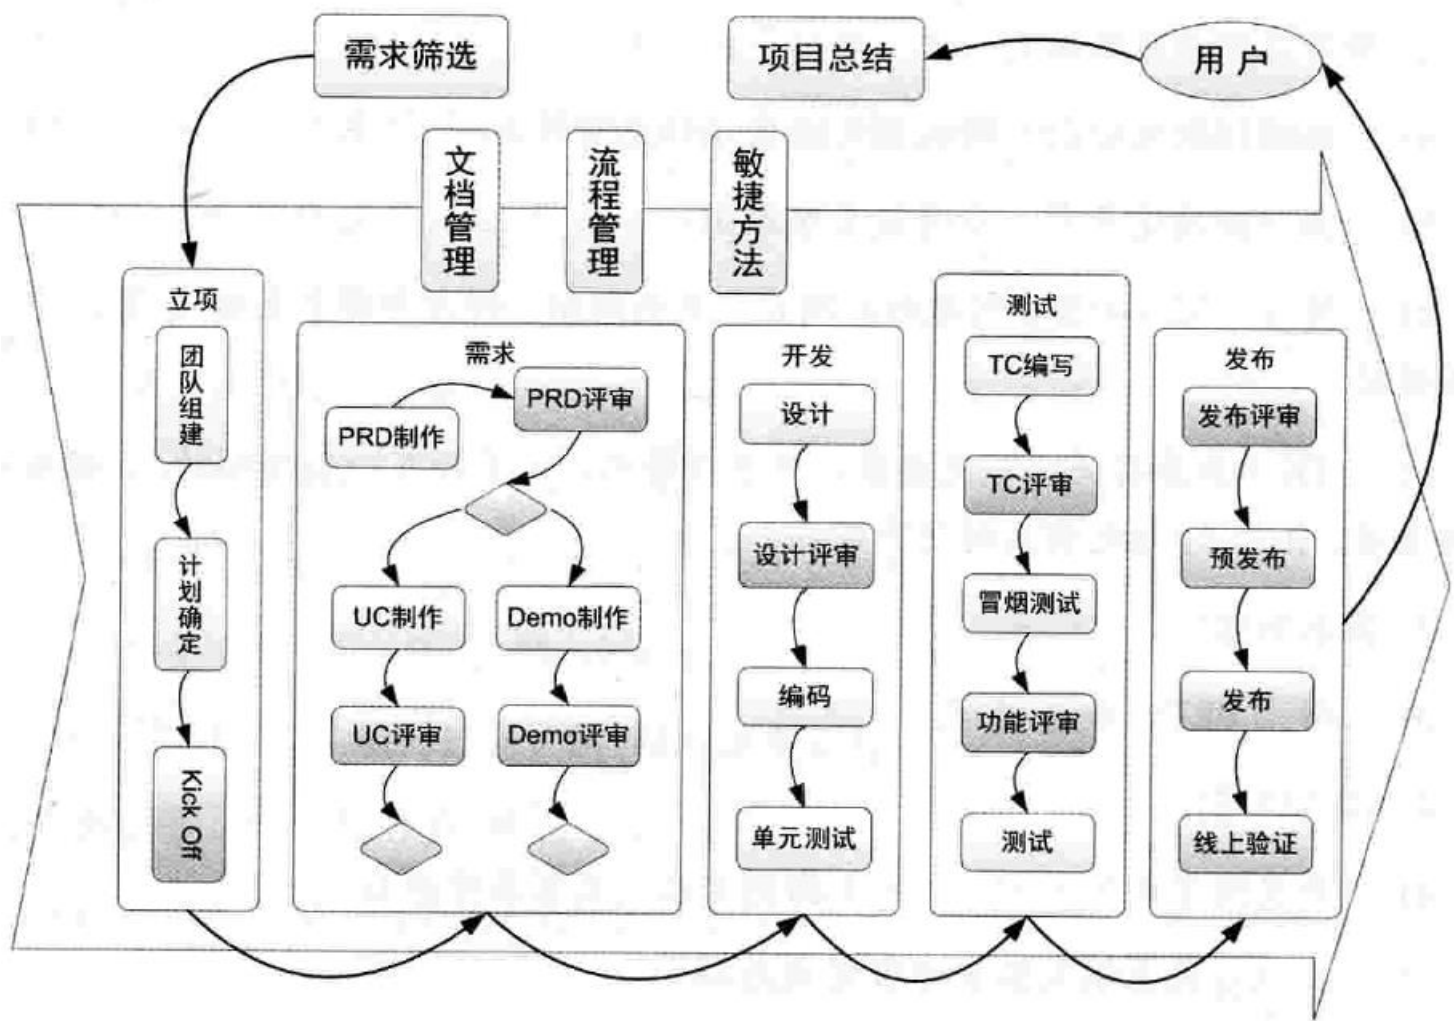 需求筛选
项目总结
用户
文档管理
流程管理
敏捷方法
立项
团队组建
计划确定
Kick Off
需求
PRD制作
PRD评审
UC制作
Demo制作
UC评审
Demo评审
开发
设计
设计评审
编码
单元测试
测试
TC编写
TC评审
冒烟测试
功能评审
测试
发布
发布评审
预发布
发布
线上验证